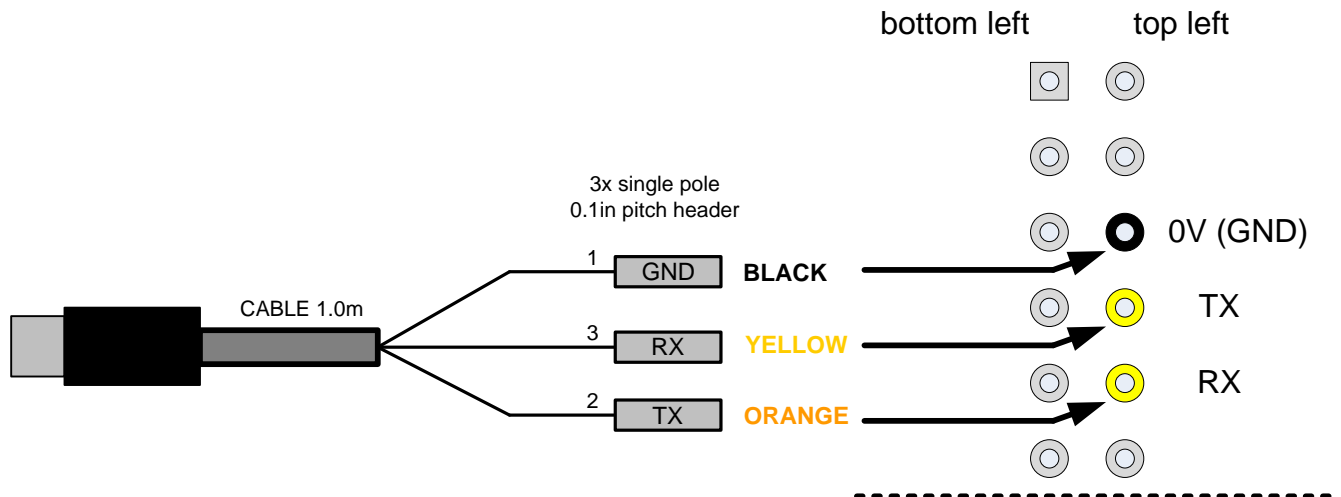 bottom left
top left
3x single pole
0.1in pitch header
CABLE 1.0m
1
GND
BLACK
0V (GND)
3
RX
YELLOW
TX
2
TX
ORANGE
RX